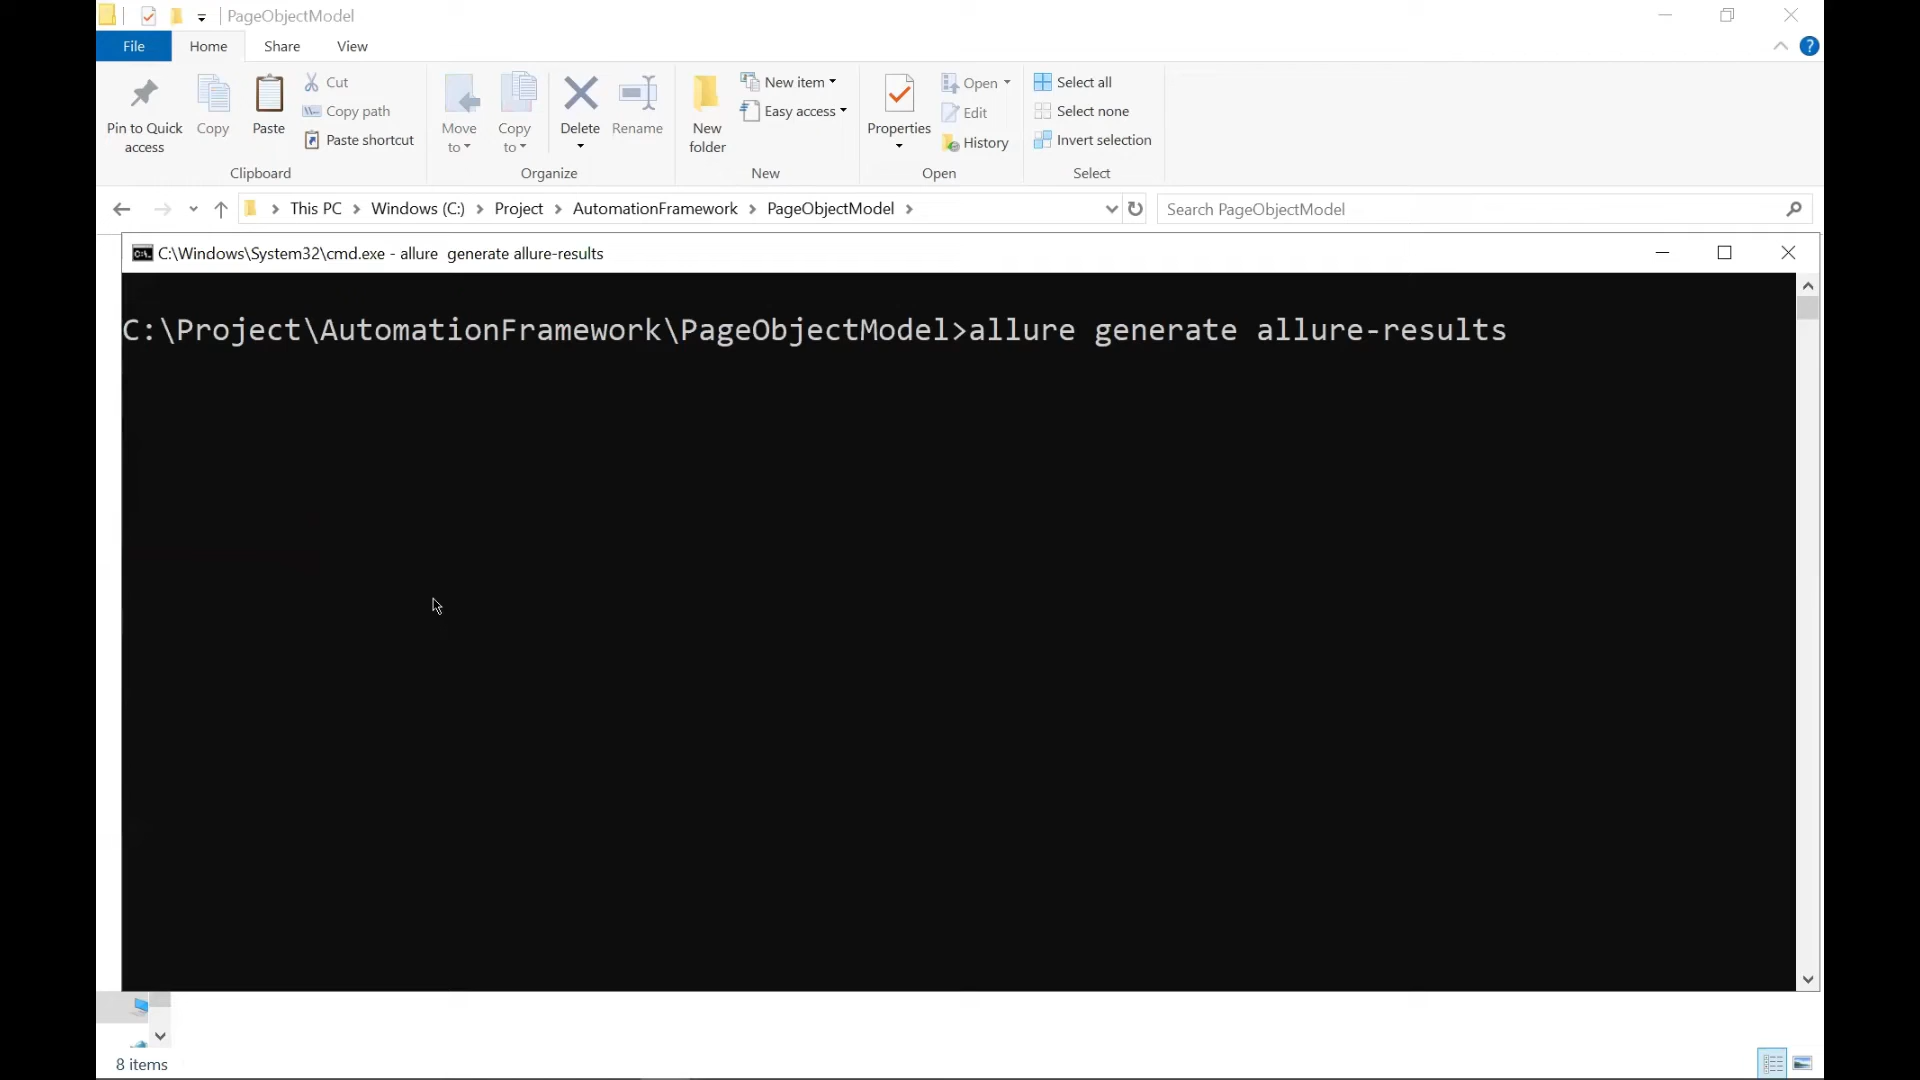 PageObjectModel
File
Home
Share
View
?
Pin to Quick access
Copy
Paste
Cut
Copy path
Paste shortcut
Clipboard
Move to
Copy to
Delete
Rename
Organize
New folder
New item
Easy access
New
Properties
Open
Edit
History
Open
Select all
Select none
Invert selection
Select
This PC > Windows (C:) > Project > AutomationFramework > PageObjectModel >
Search PageObjectModel
C:\Windows\System32\cmd.exe - allure  generate allure-results
C:\Project\AutomationFramework\PageObjectModel>allure generate allure-results
8 items